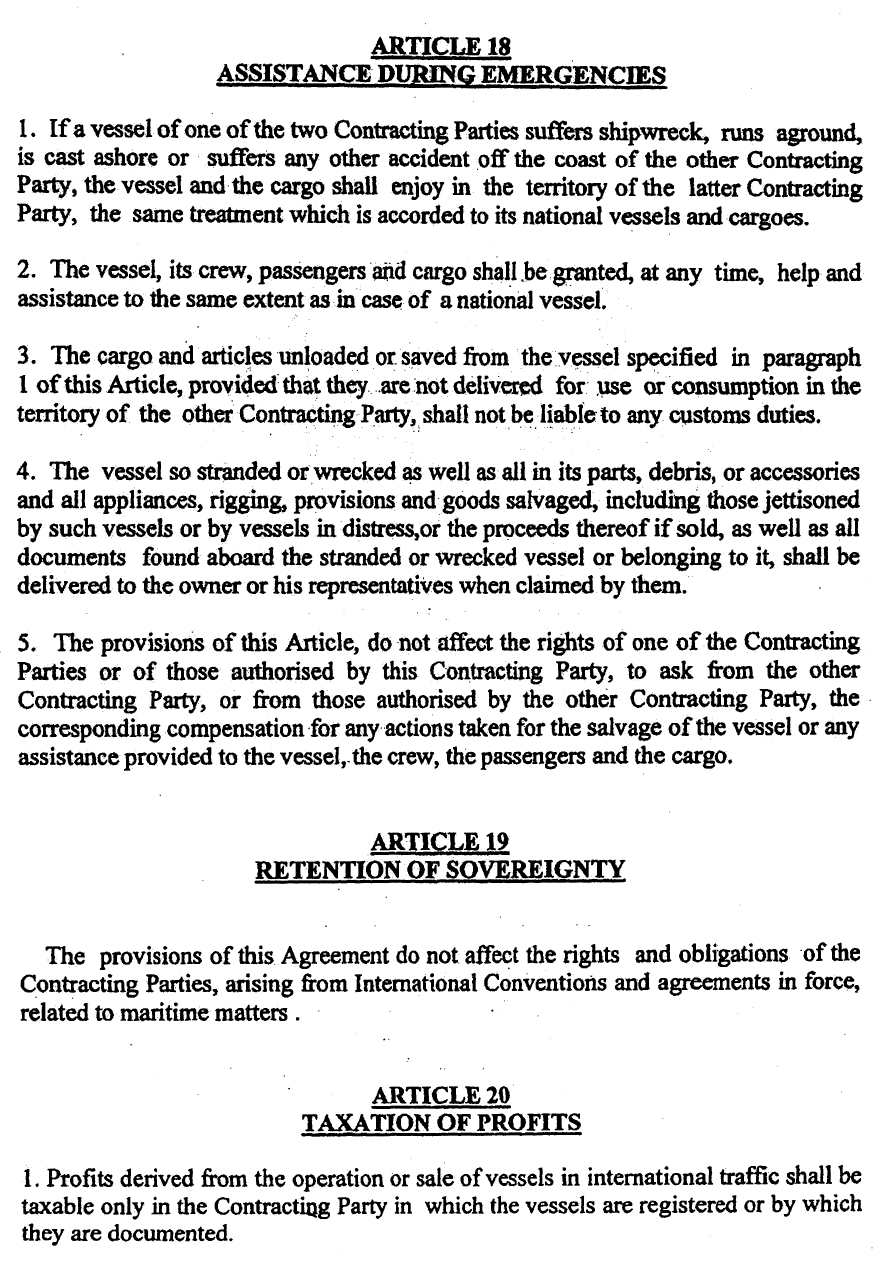 ARTICLE 18
ASSISTANCE DURING EMERGENCIES
1. If a vessel of one of the two Contracting Parties suffers shipwreck, runs aground,
is cast ashore or suffers any other accident off the coast of the other Contracting
Party, the vessel and the cargo shall enjoy in the territory of the latter Contracting
Party, the same treatment which is accorded to its national vessels and cargoes.
2. The vessel, its crew, passengers and cargo shall be granted, at any time, help and
assistance to the same extent as in case of a national vessel.
3. The cargo and articles unloaded or saved from the vessel specified in paragraph
1 of this Article, provided that they are not delivered for use or consumption in the
territory of the other Contracting Party, shall not be liable to any customs duties.
4. The vessel so stranded or wrecked as well as all in its parts, debris, or accessories
and all appliances, rigging, provisions and goods salvaged, including those jettisoned
by such vessels or by vessels in distress,or the proceeds thereof if sold, as well as all
documents found aboard the stranded or wrecked vessel or belonging to it, shall be
delivered to the owner or his representatives when claimed by them.
5. The provisions of this Article, do not affect the rights of one of the Contracting
Parties or of those authorised by this Contracting Party, to ask from the other
Contracting Party, or from those authorised by the other Contracting Party, the
corresponding compensation for any actions taken for the salvage of the vessel or any
assistance provided to the vessel, the crew, the passengers and the cargo.
ARTICLE 19
RETENTION OF SOVEREIGNTY
The provisions of this Agreement do not affect the rights and obligations of the
Contracting Parties, arising from International Conventions and agreements in force,
related to maritime matters .
ARTICLE 20
TAXATION OF PROFITS
1. Profits derived from the operation or sale of vessels in international traffic shall be
taxable only in the Contracting Party in which the vessels are registered or by which
they are documented.